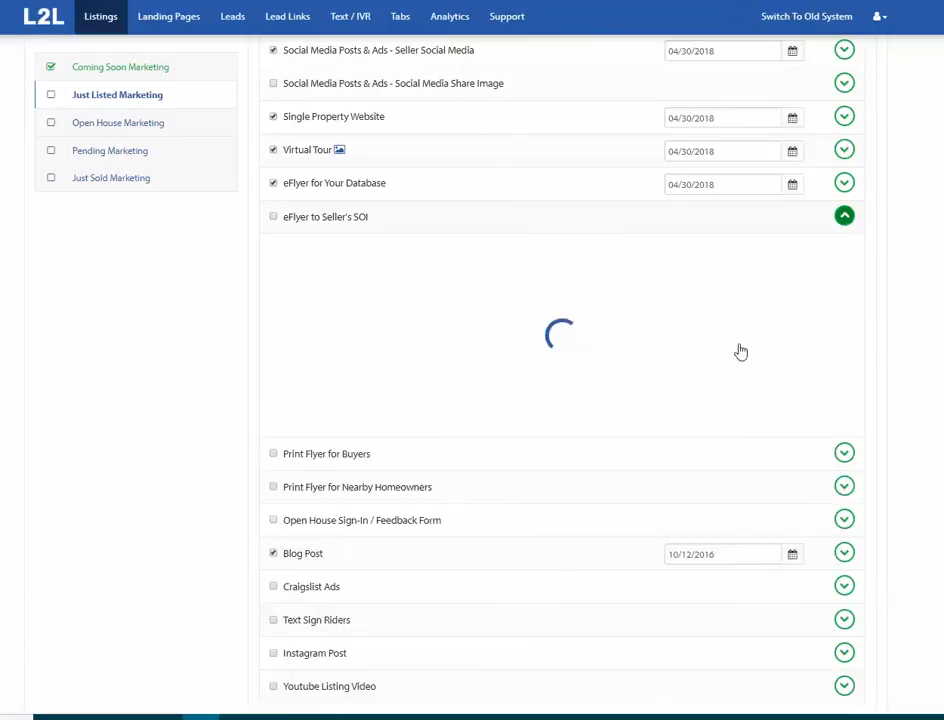 L2L Listings Landing Pages Leads Lead Links Text / IVR Tabs Analytics Support Switch To Old System
Coming Soon Marketing
Just Listed Marketing
Open House Marketing
Pending Marketing
Just Sold Marketing
Social Media Posts & Ads - Seller Social Media 04/30/2018
Social Media Posts & Ads - Social Media Share Image
Single Property Website 04/30/2018
Virtual Tour 04/30/2018
eFlyer for Your Database 04/30/2018
eFlyer to Seller's SOI
Print Flyer for Buyers
Print Flyer for Nearby Homeowners
Open House Sign-In / Feedback Form
Blog Post 10/12/2016
Craigslist Ads
Text Sign Riders
Instagram Post
Youtube Listing Video